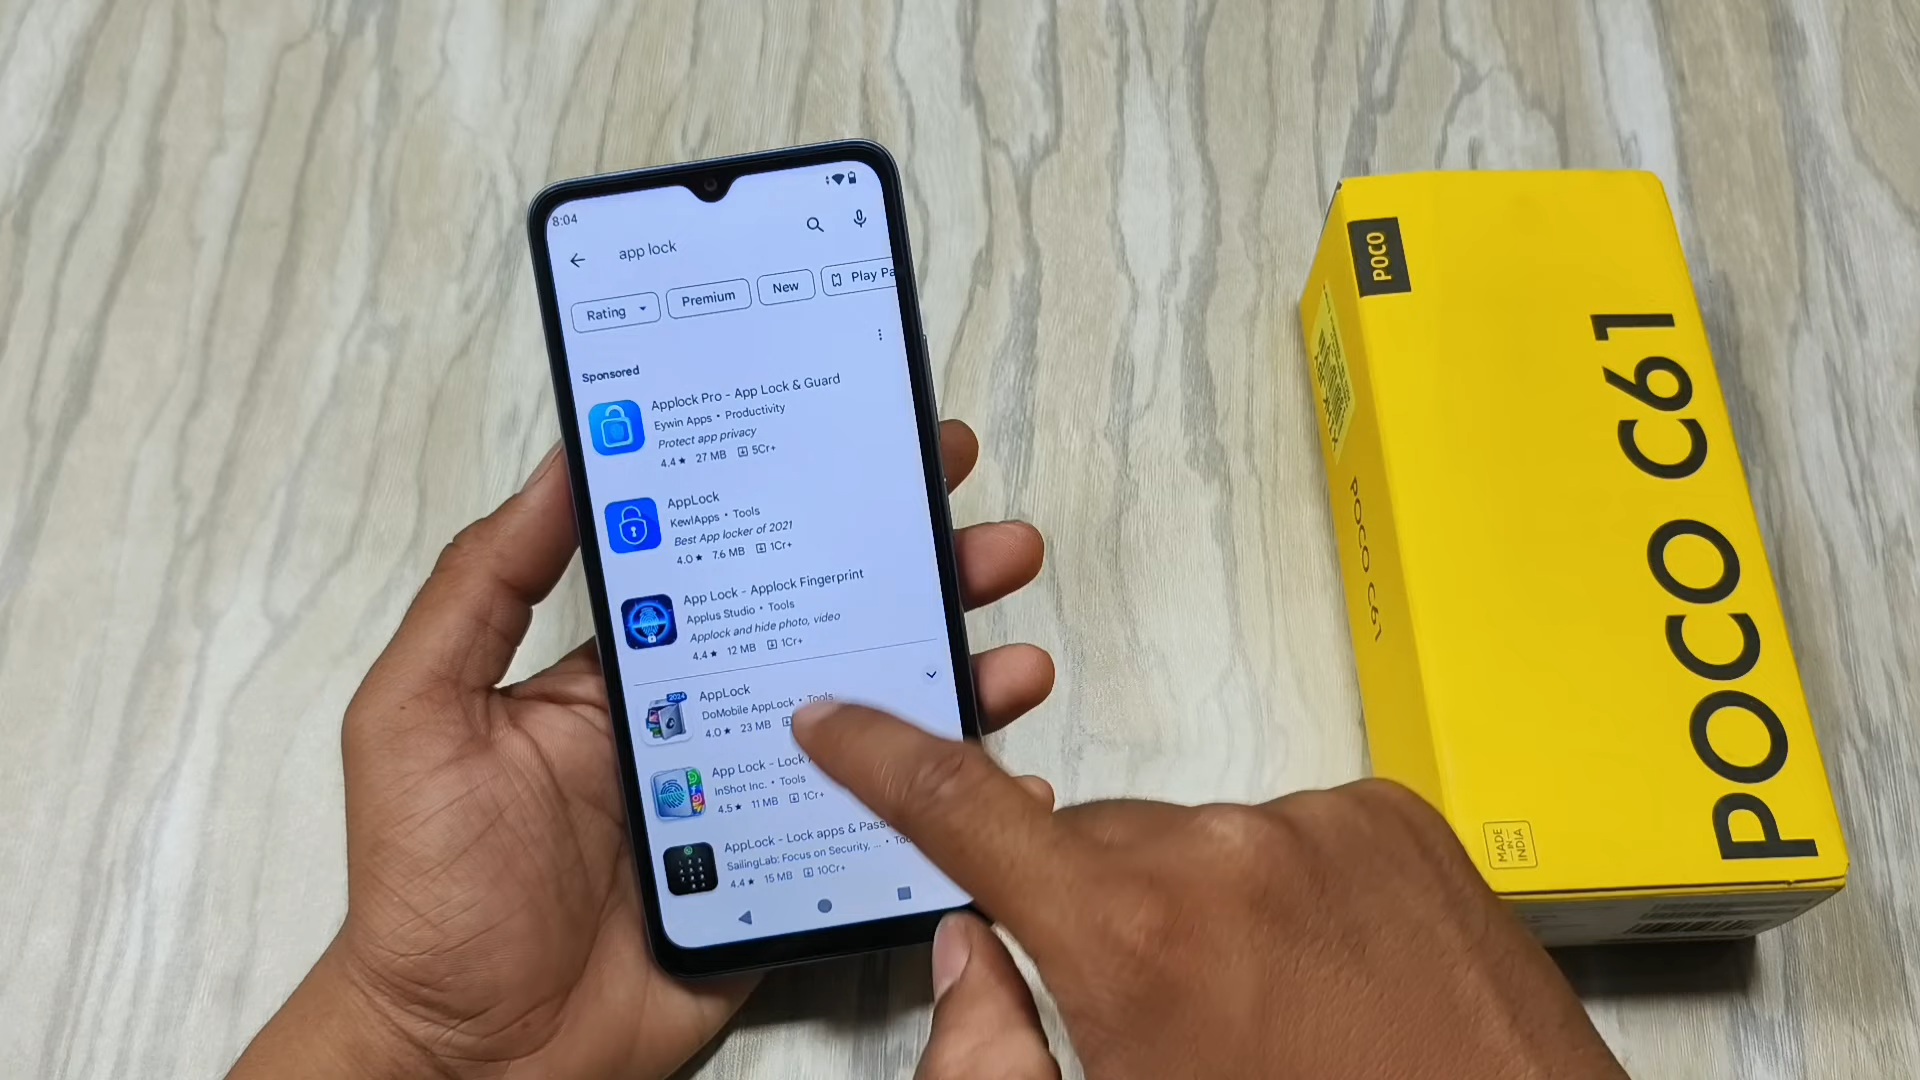 8:04
app lock
Rating
Premium
New
Play Pa
Sponsored
Applock Pro - App Lock & Guard
Eywin Apps • Productivity
Protect app privacy
4.4★ 27 MB 5Cr+
AppLock
KewlApps • Tools
Best App locker of 2021
4.0★ 7.6 MB 1Cr+
App Lock - Applock Fingerprint
Applus Studio • Tools
Applock and hide photo, video
4.4★ 12 MB 1Cr+
AppLock
DoMobile AppLock • Tools
4.0★ 23 MB
2024
App Lock - Lock
InShot Inc. • Tools
4.5★ 11 MB 1Cr+
AppLock - Lock apps & Pass
SailingLab: Focus on Security, ... • Too
4.4★ 15 MB 10Cr+
POCO
POCO C61
POCO C61
MADE
IN
INDIA